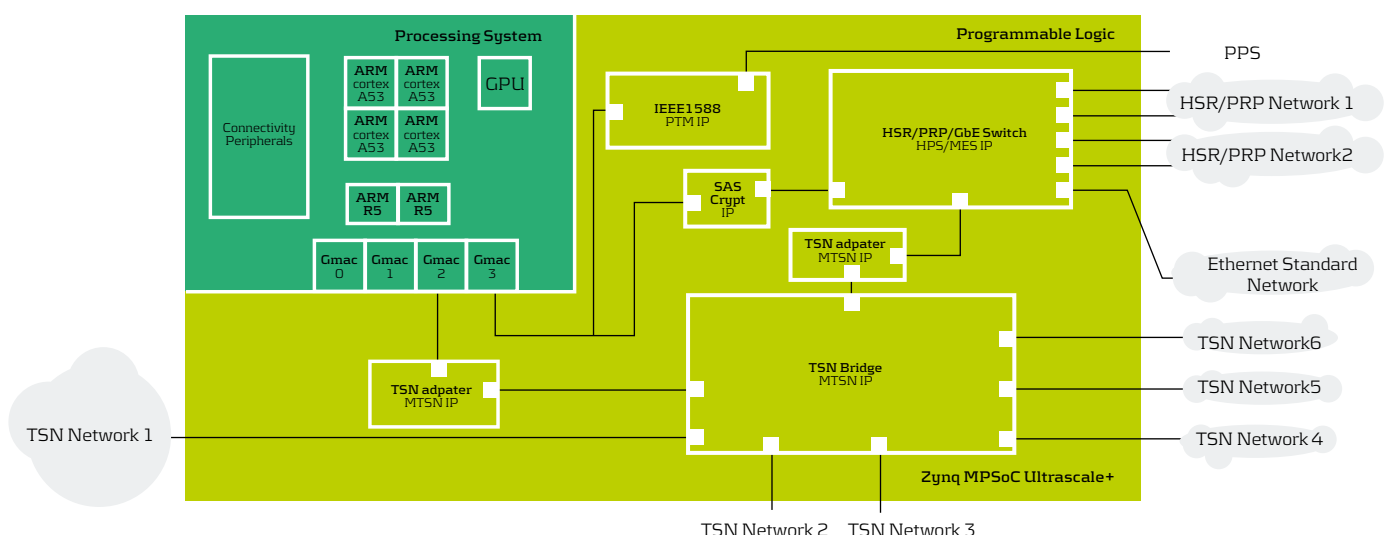 Processing System
Programmable Logic
PPS
ARM
cortex
A53
ARM
cortex
A53
GPU
IEEE1588
PTM IP
HSR/PRP Network 1
Connectivity
Peripherals
ARM
cortex
A53
ARM
cortex
A53
HSR/PRP/GbE Switch
HPS/MES IP
HSR/PRP Network2
ARM
R5
ARM
R5
SAS
Crypt
IP
Gmac
0
Gmac
1
Gmac
2
Gmac
3
TSN adpater
MTSN IP
Ethernet Standard
Network
TSN Network6
TSN Bridge
MTSN IP
TSN adpater
MTSN IP
TSN Network5
TSN Network 1
TSN Network 4
Zynq MPSoC Ultrascale+
TSN Network 2
TSN Network 3